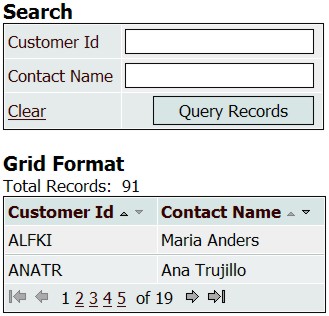 Search
Customer Id
Contact Name
Clear Query Records
Grid Format
Total Records: 91
Customer Id Contact Name
ALFKI Maria Anders
ANATR Ana Trujillo
1 2 3 4 5 of 19